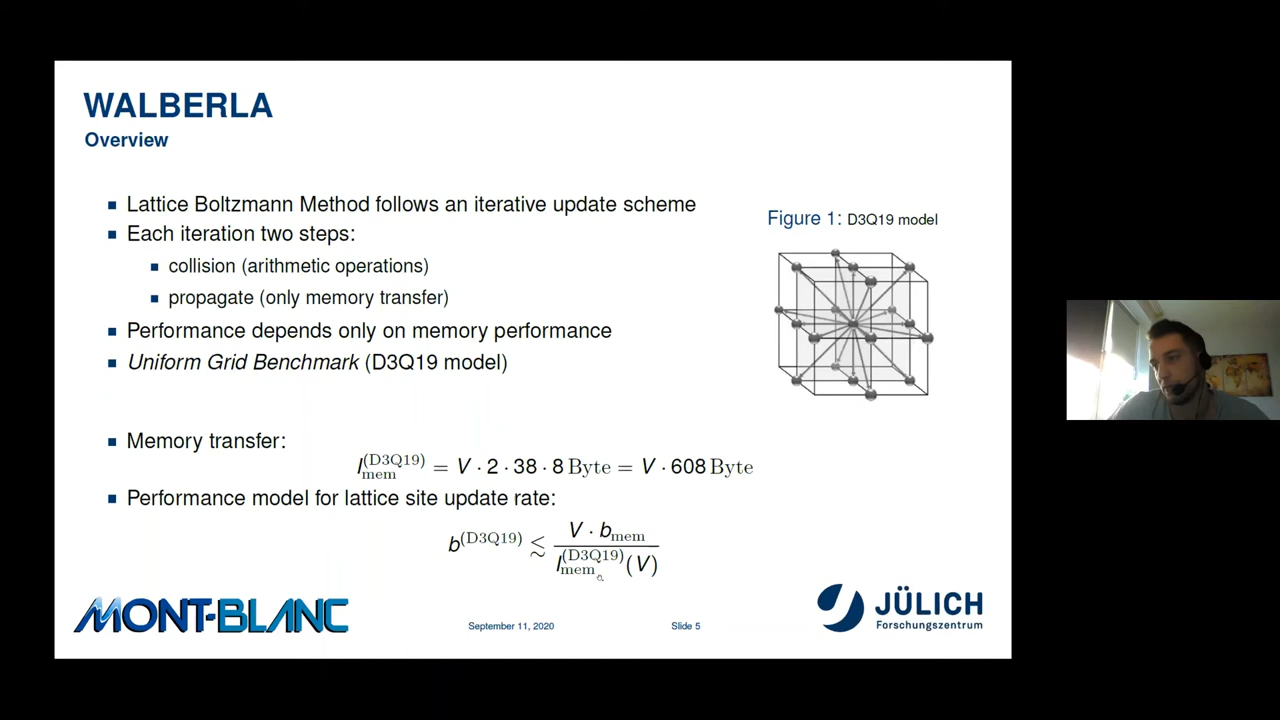 WALBERLA
Overview
Lattice Boltzmann Method follows an iterative update scheme
Each iteration two steps:
collision (arithmetic operations)
propagate (only memory transfer)
Performance depends only on memory performance
Uniform Grid Benchmark (D3Q19 model)
Figure 1: D3Q19 model
Memory transfer:
I_mem^(D3Q19) = V · 2 · 38 · 8 Byte = V · 608 Byte
Performance model for lattice site update rate:
b^(D3Q19) ≲ V · b_mem / I_mem^(D3Q19)(V)
MONT-BLANC
September 11, 2020
Slide 5
JÜLICH
Forschungszentrum